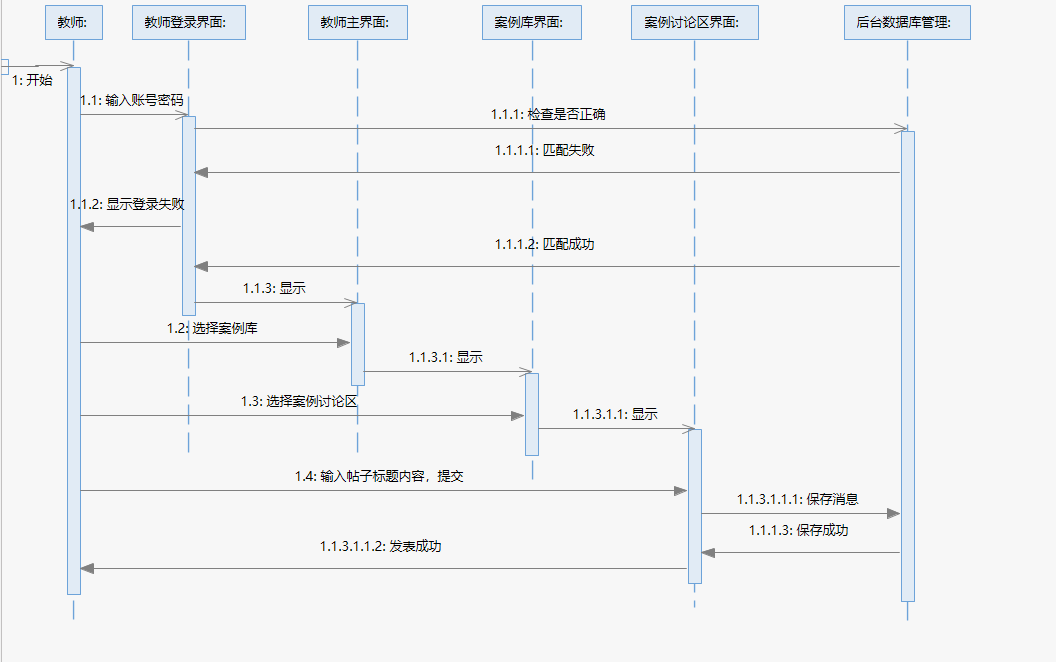 教师:
教师登录界面:
教师主界面:
案例库界面:
案例讨论区界面:
后台数据库管理:
1: 开始
1.1: 输入账号密码
1.1.1: 检查是否正确
1.1.1.1: 匹配失败
1.1.2: 显示登录失败
1.1.1.2: 匹配成功
1.1.3: 显示
1.2: 选择案例库
1.1.3.1: 显示
1.3: 选择案例讨论区
1.1.3.1.1: 显示
1.4: 输入帖子标题内容，提交
1.1.3.1.1.1: 保存消息
1.1.1.3: 保存成功
1.1.3.1.1.2: 发表成功